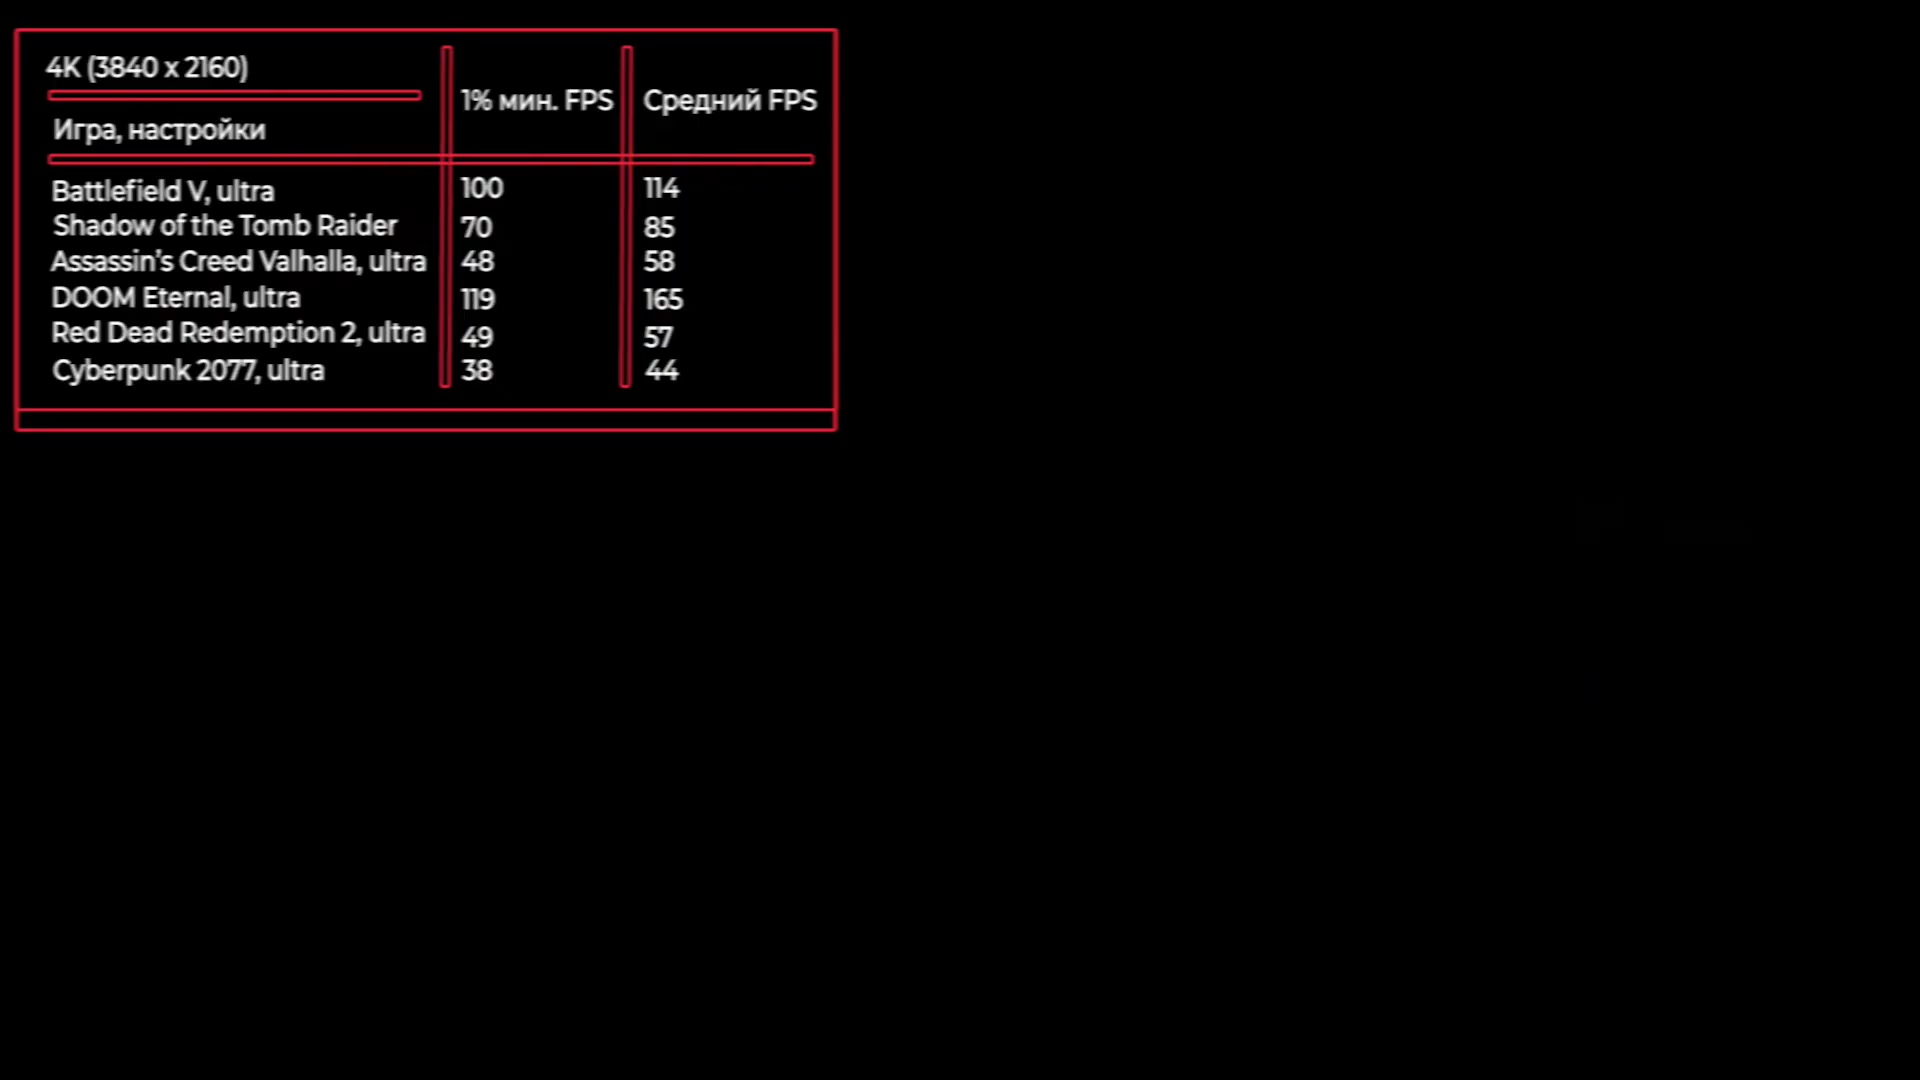 4K (3840 x 2160)
Игра, настройки
1% мин. FPS
Средний FPS
Battlefield V, ultra 100 114
Shadow of the Tomb Raider 70 85
Assassin's Creed Valhalla, ultra 48 58
DOOM Eternal, ultra 119 165
Red Dead Redemption 2, ultra 49 57
Cyberpunk 2077, ultra 38 44